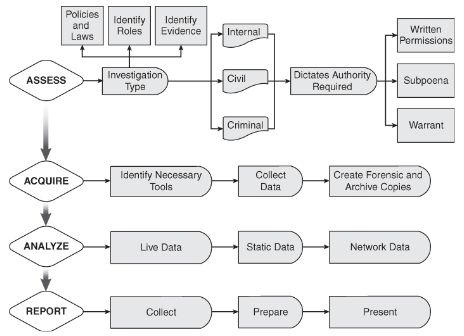 Policies
and
Laws
Identify
Roles
Identify
Evidence
Internal
Written
Permissions
ASSESS
Investigation
Type
Civil
Dictates Authority
Required
Subpoena
Criminal
Warrant
ACQUIRE
Identify Necessary
Tools
Collect
Data
Create Forensic and
Archive Copies
ANALYZE
Live Data
Static Data
Network Data
REPORT
Collect
Prepare
Present